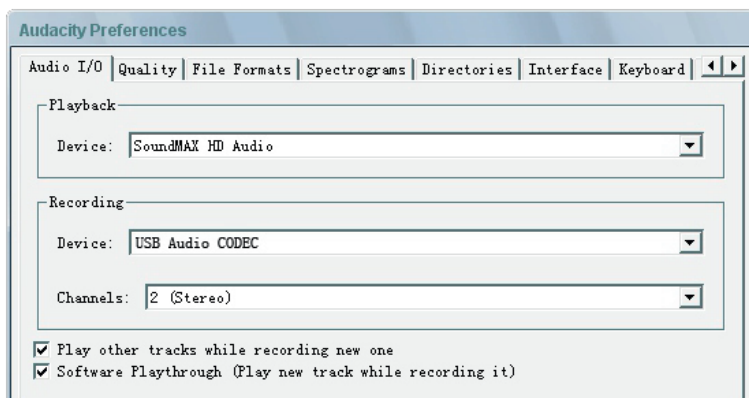 Audacity Preferences
Audio I/O Quality File Formats Spectrograms Directories Interface Keyboard
Playback
Device: SoundMAX HD Audio
Recording
Device: USB Audio CODEC
Channels: 2 (Stereo)
Play other tracks while recording new one
Software Playthrough (Play new track while recording it)